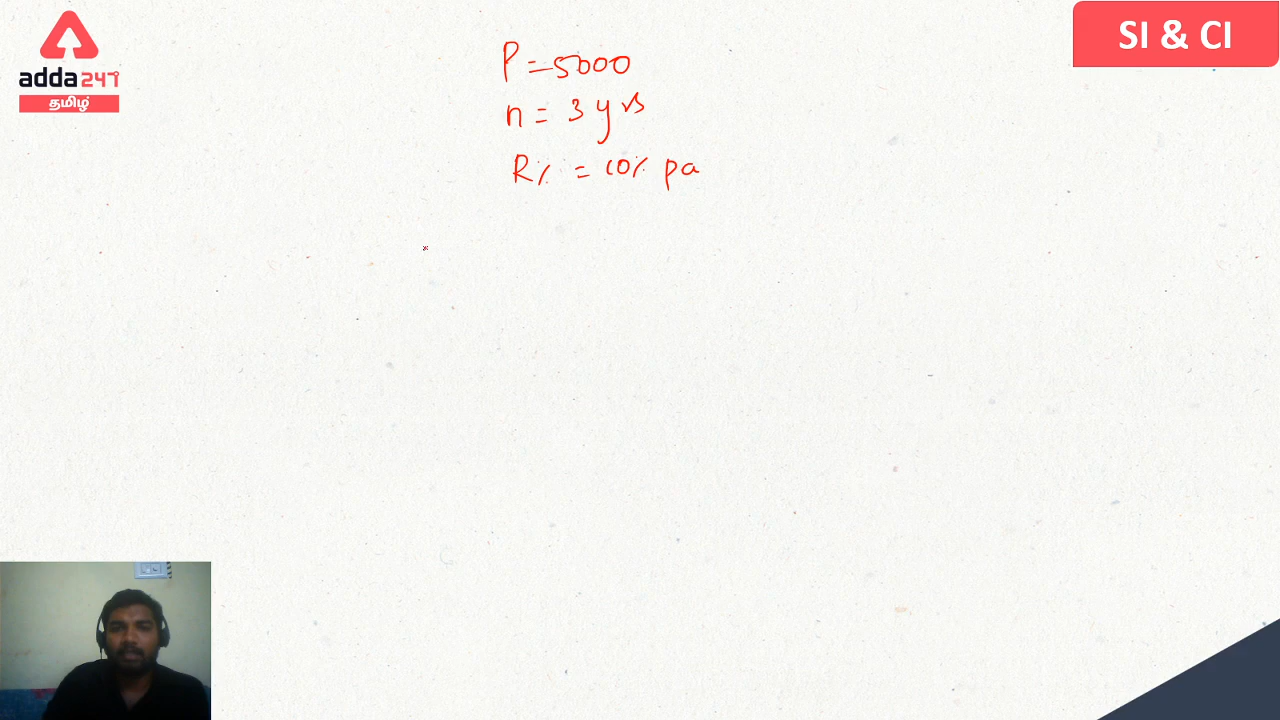 adda247
தமிழ்
SI & CI
P = 5000
n = 3 yrs
R% = 10% pa